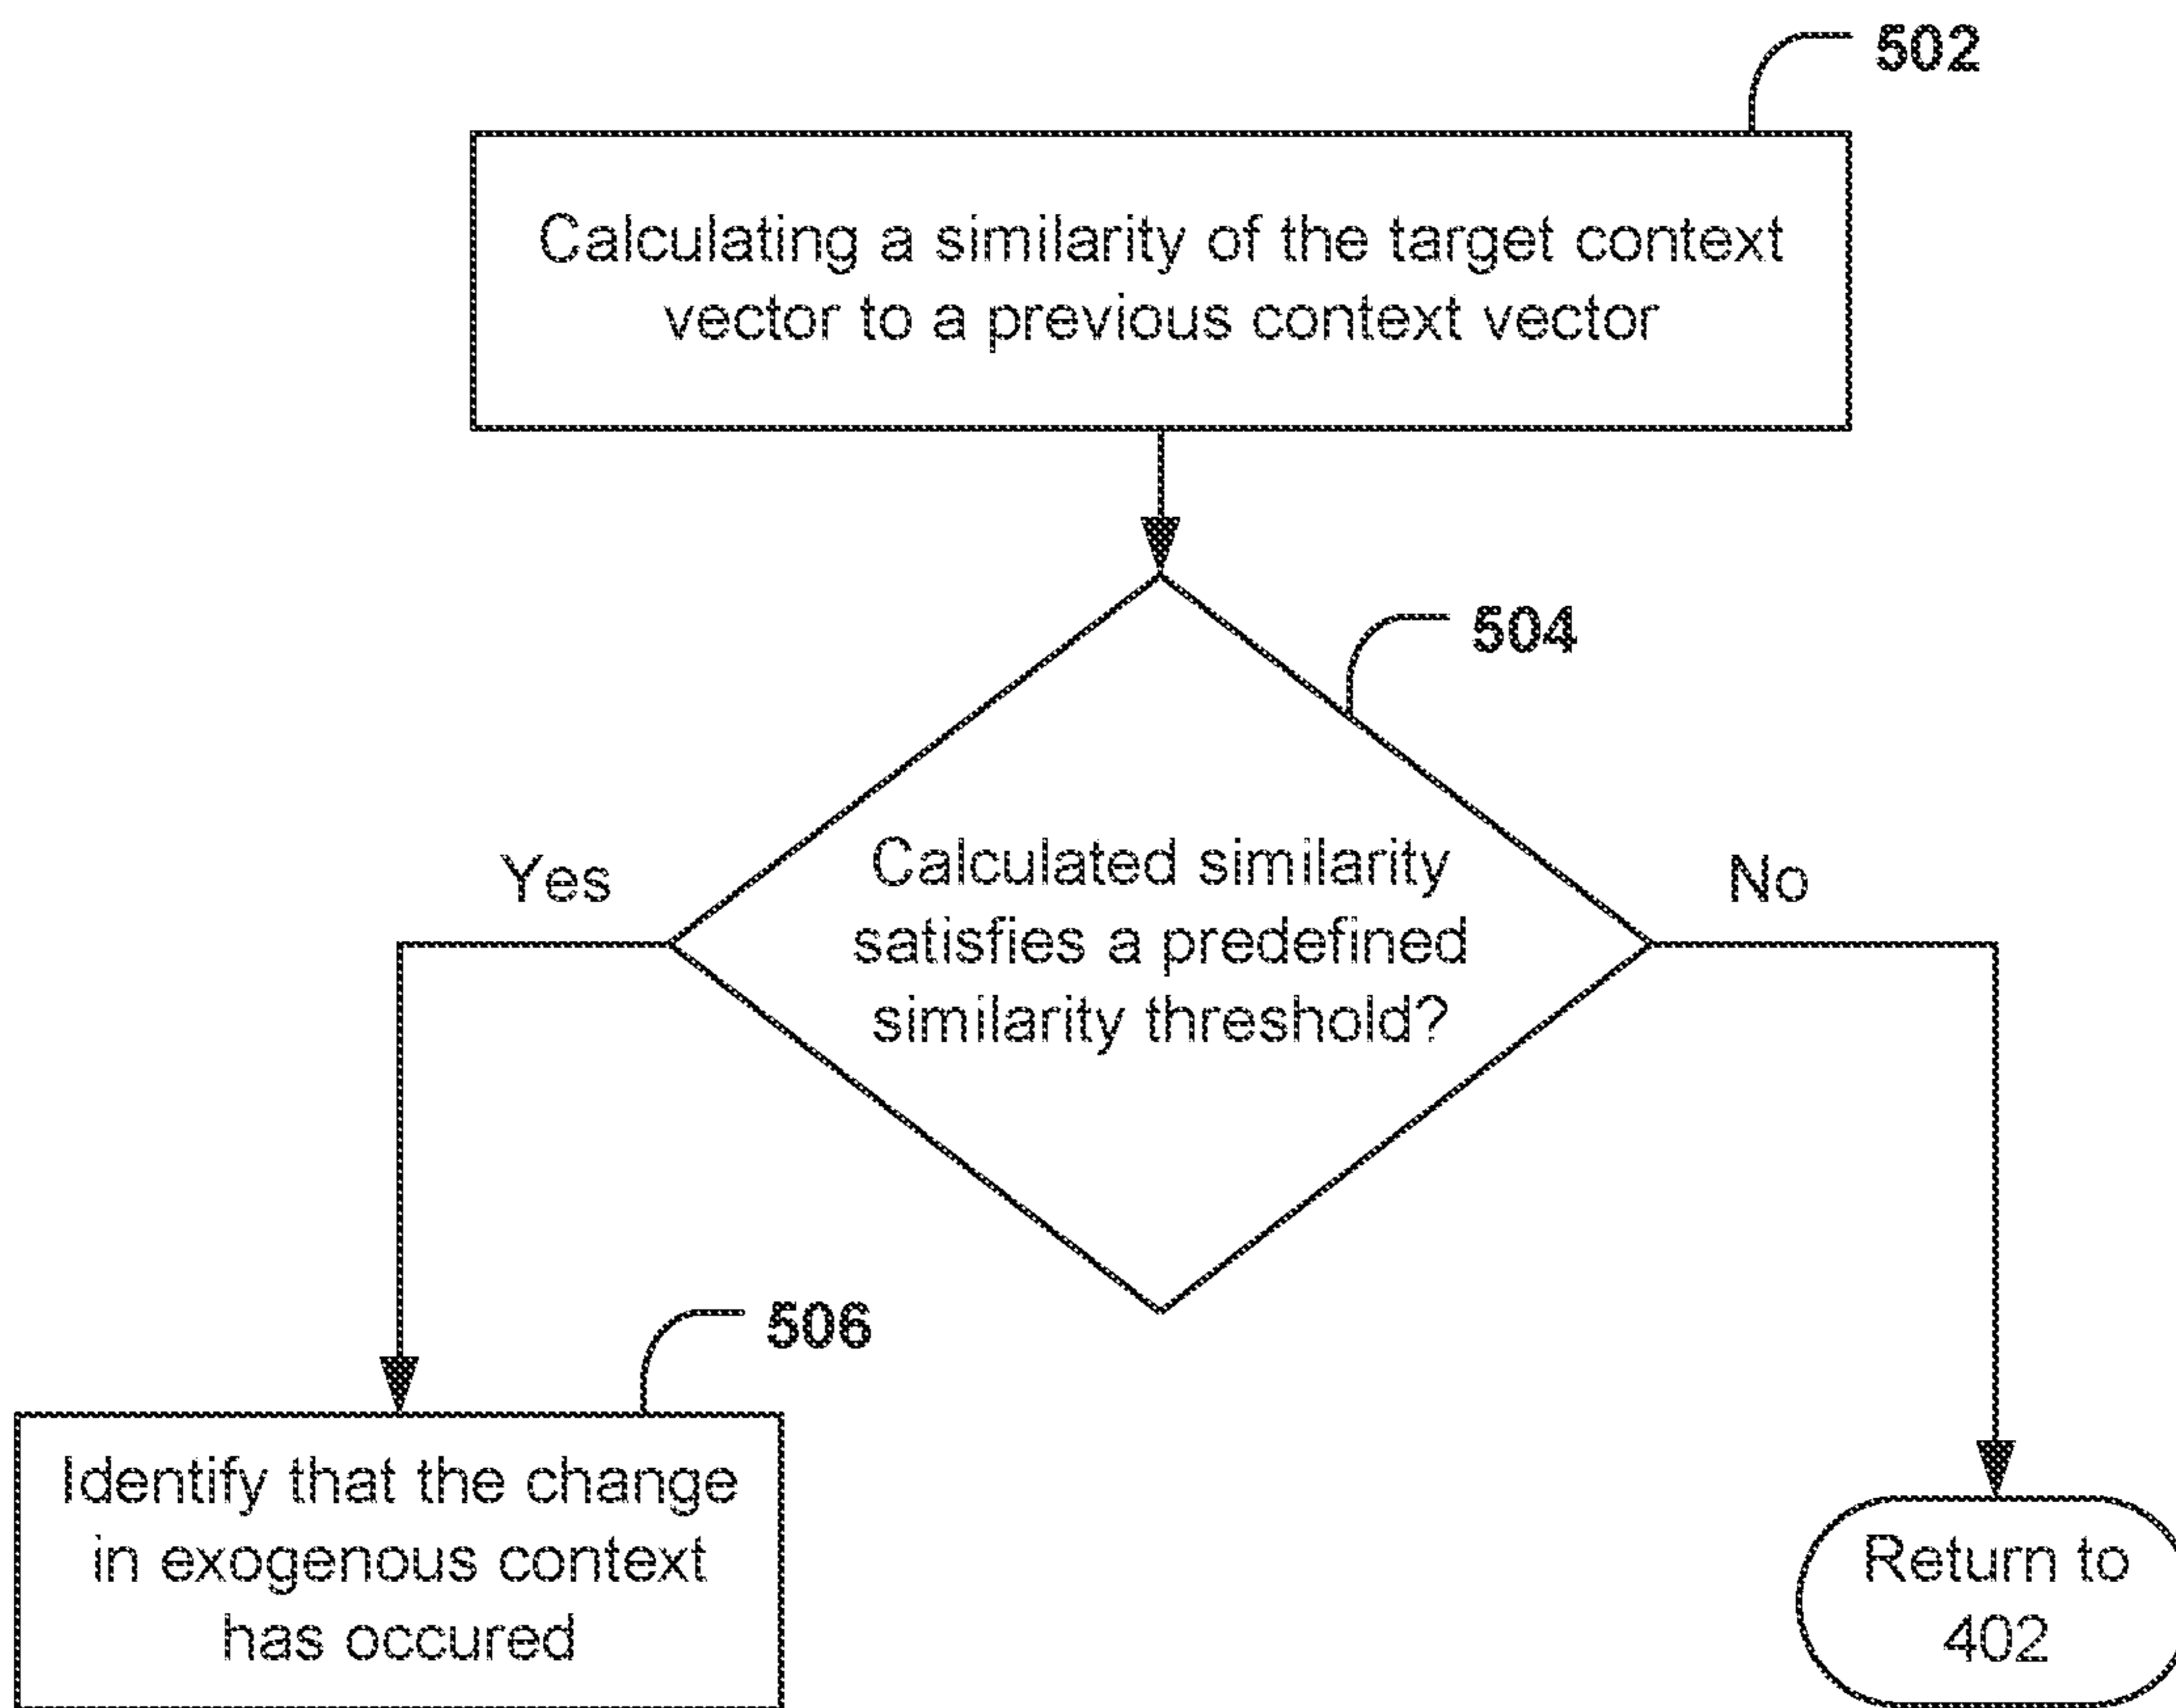 502
Calculating a similarity of the target context
vector to a previous context vector
504
Calculated similarity
satisfies a predefined
similarity threshold?
Yes
No
506
Identify that the change
in exogenous context
has occured
Return to
402